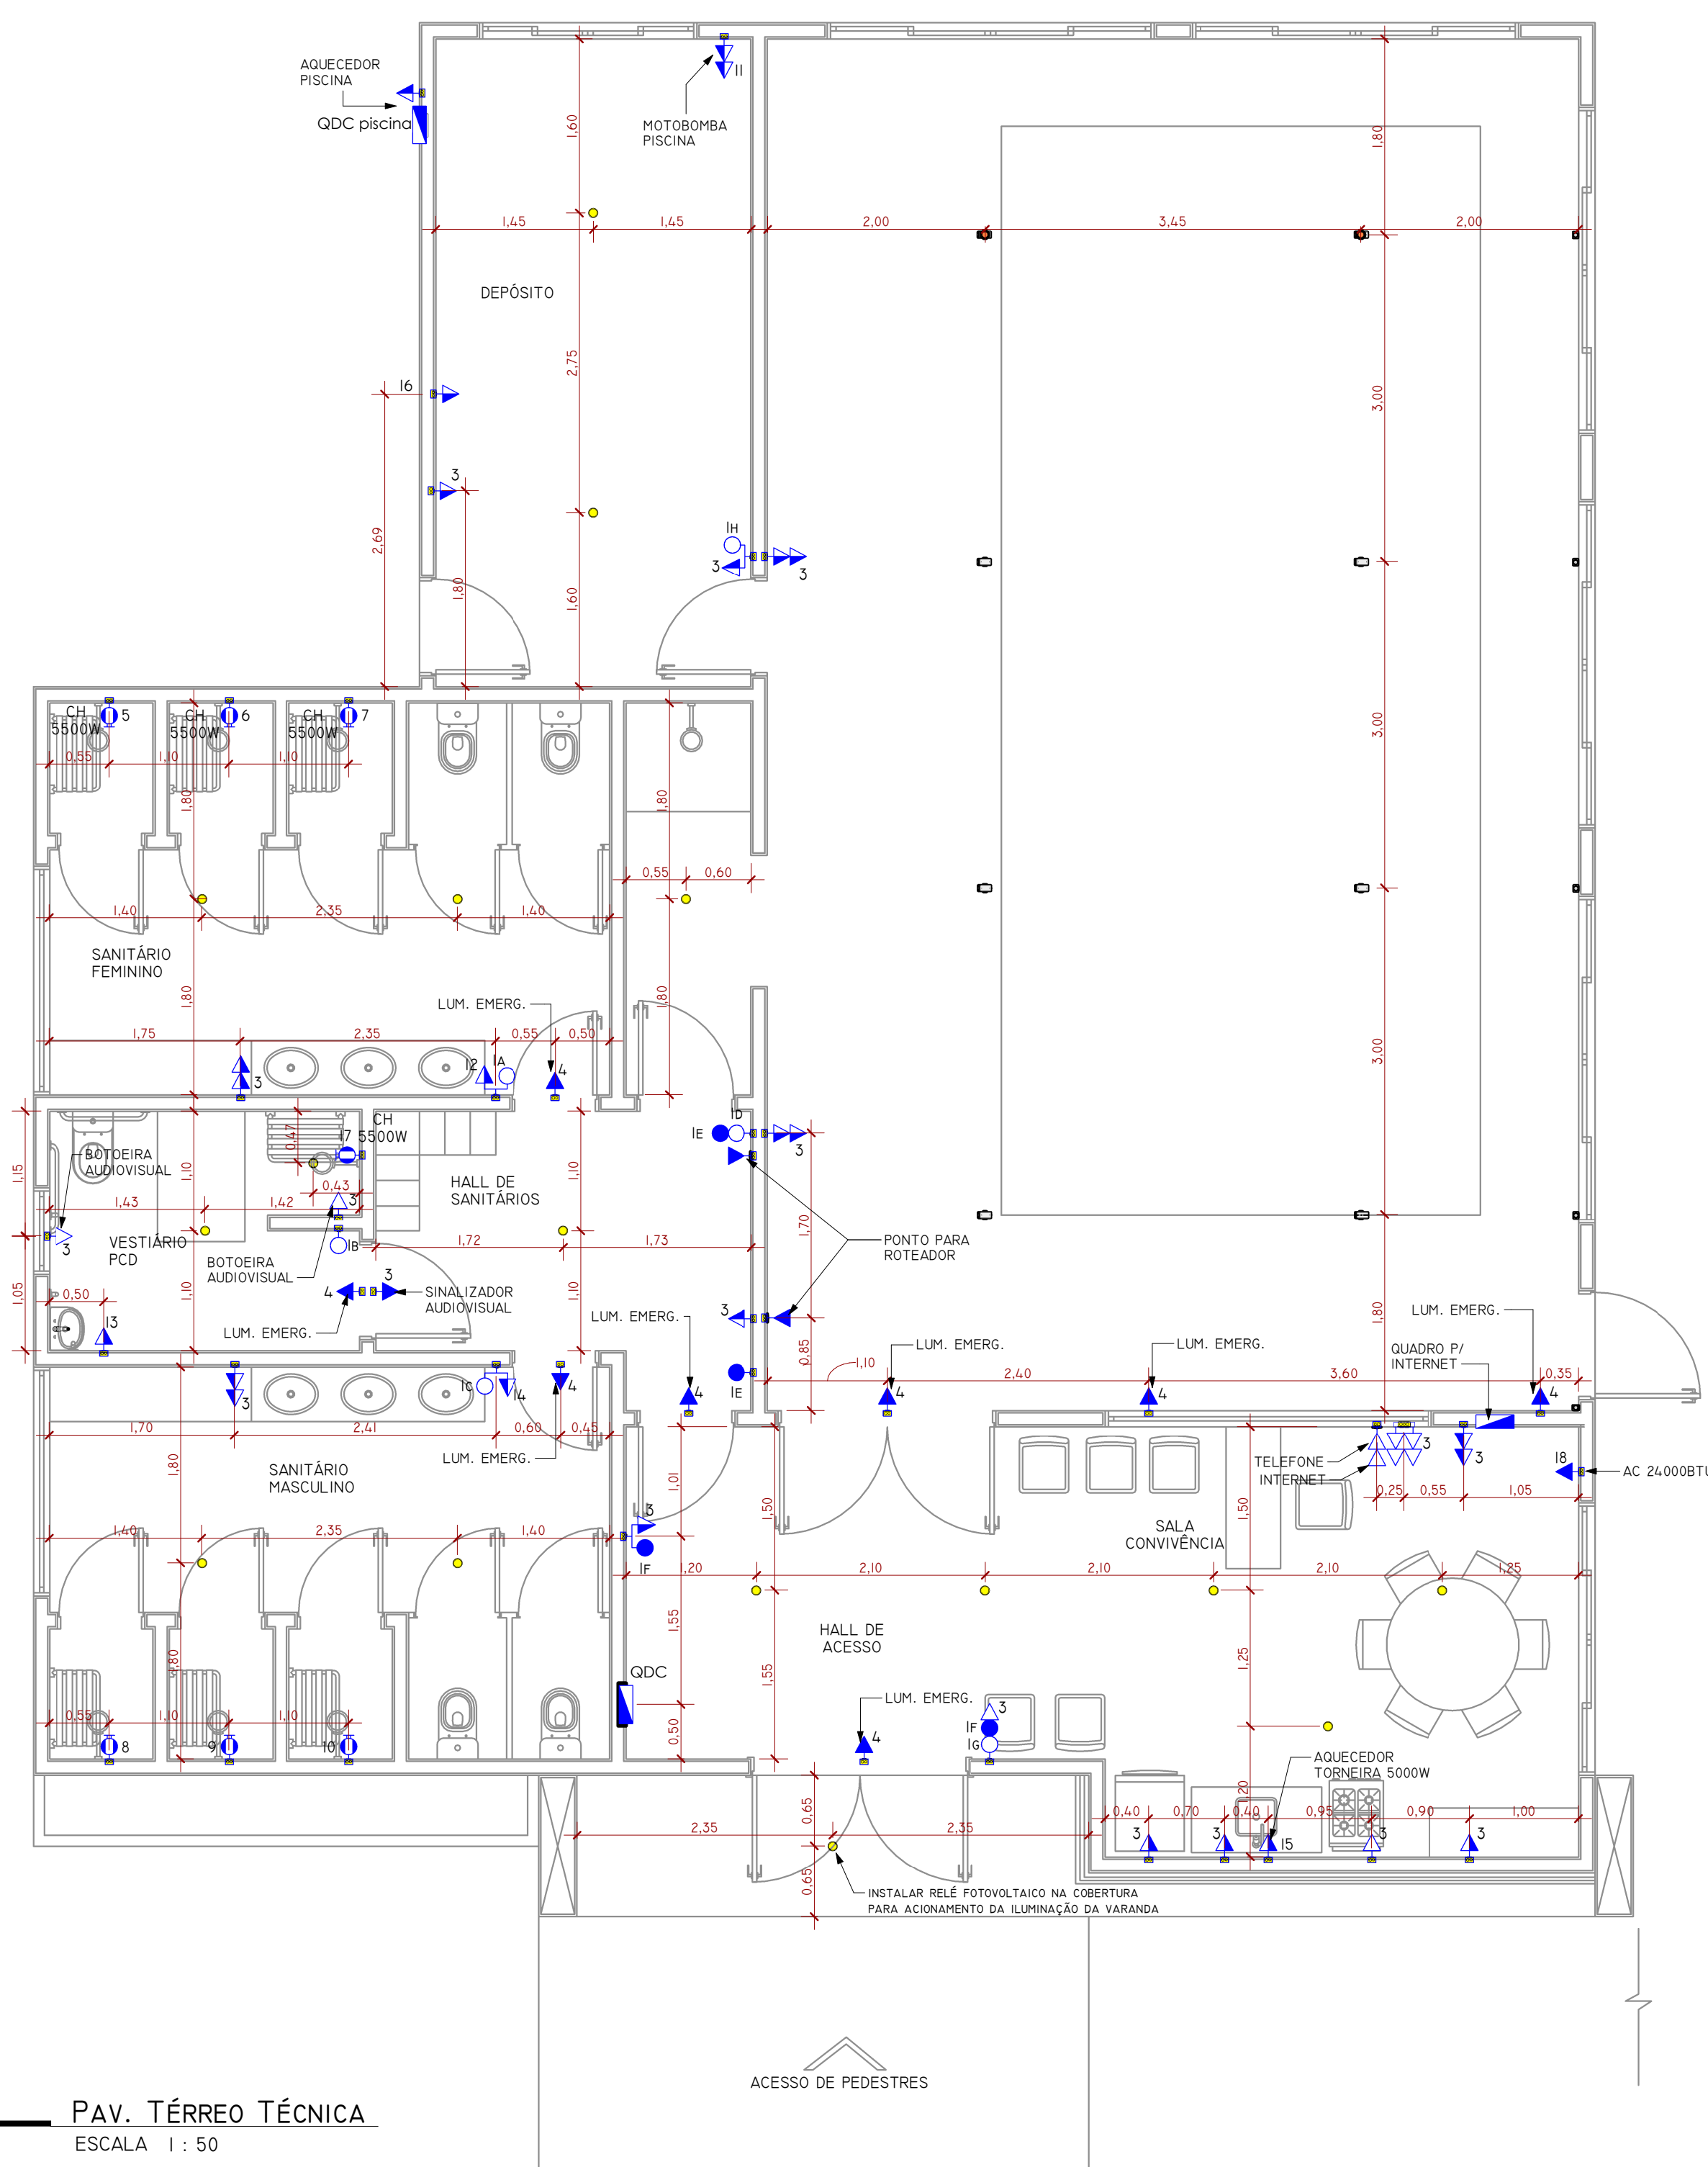 AQUECEDOR
PISCINA
QDC piscina
11
MOTOBOMBA
PISCINA
1,60
1,80
1,45
1,45
2,00
3,45
2,00
DEPÓSITO
2,75
3,00
16
3
2,69
1,80
1,60
1H
3
3
3,00
CH
5500W
5
CH
5500W
6
CH
5500W
7
0,55
1,10
1,10
1,80
1,80
0,55
0,60
1,40
2,35
1,40
SANITÁRIO
FEMININO
LUM. EMERG.
1,80
1,80
3,00
1,75
2,35
0,55
0,50
3
12
1A
4
CH
17 5500W
0,47
1D
1E
3
BOTOEIRA
AUDIOVISUAL
1,15
1,10
1,10
HALL DE
SANITÁRIOS
0,43
1,43
1,42
3
3
VESTIÁRIO
PCD
1B
1,72
1,73
1,70
PONTO PARA
ROTEADOR
BOTOEIRA
AUDIOVISUAL
1,05
1,10
1,10
0,50
4
3
SINALIZADOR
AUDIOVISUAL
13
LUM. EMERG.
LUM. EMERG.
3
0,85
1,80
LUM. EMERG.
LUM. EMERG.
LUM. EMERG.
QUADRO P/
INTERNET
1,10
2,40
3,60
0,35
3
1C
14
4
4
1E
4
4
4
1,70
2,41
0,60
0,45
LUM. EMERG.
SANITÁRIO
MASCULINO
1,80
1,01
1,50
1,50
TELEFONE
INTERNET
3
3
18
AC 24000BTU
0,25
0,55
1,05
SALA
CONVIVÊNCIA
3
1F
1,40
2,35
1,40
1,20
2,10
2,10
2,10
1,25
1,80
1,55
1,55
1,25
HALL DE
ACESSO
QDC
LUM. EMERG.
3
1F
1G
4
0,50
0,55
1,10
1,10
8
9
10
AQUECEDOR
TORNEIRA 5000W
1,20
0,65
2,35
2,35
0,65
0,40
0,70
0,40
0,95
0,90
1,00
3
3
15
3
3
INSTALAR RELÉ FOTOVOLTAICO NA COBERTURA
PARA ACIONAMENTO DA ILUMINAÇÃO DA VARANDA
ACESSO DE PEDESTRES
PAV. TÉRREO TÉCNICA
ESCALA 1 : 50